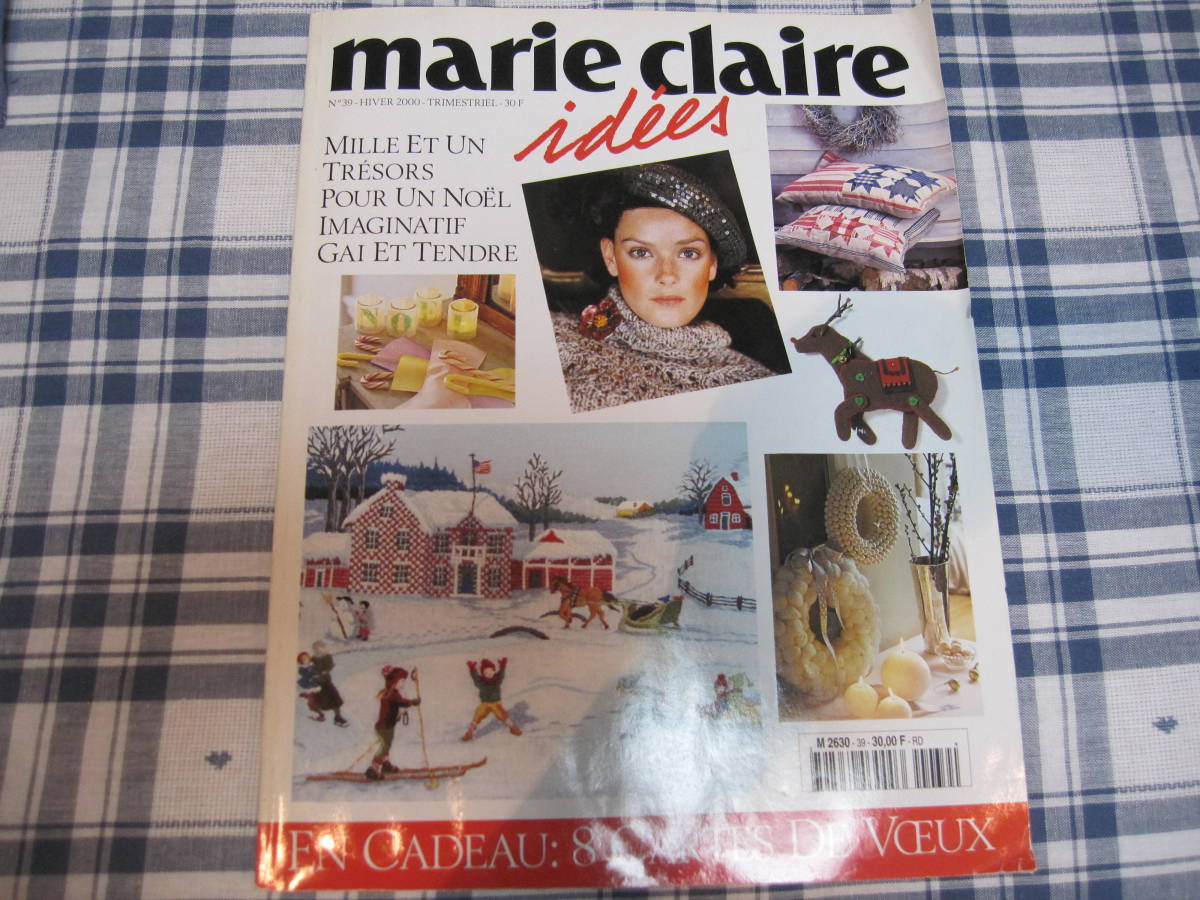 marie claire
idées
N°39 - HIVER 2000 - TRIMESTRIEL - 30 F
MILLE ET UN
TRÉSORS
POUR UN NOËL
IMAGINATIF
GAI ET TENDRE
NOEL
M 2630 - 39 - 30,00 F - RD
EN CADEAU: 8 CARTES DE VŒUX